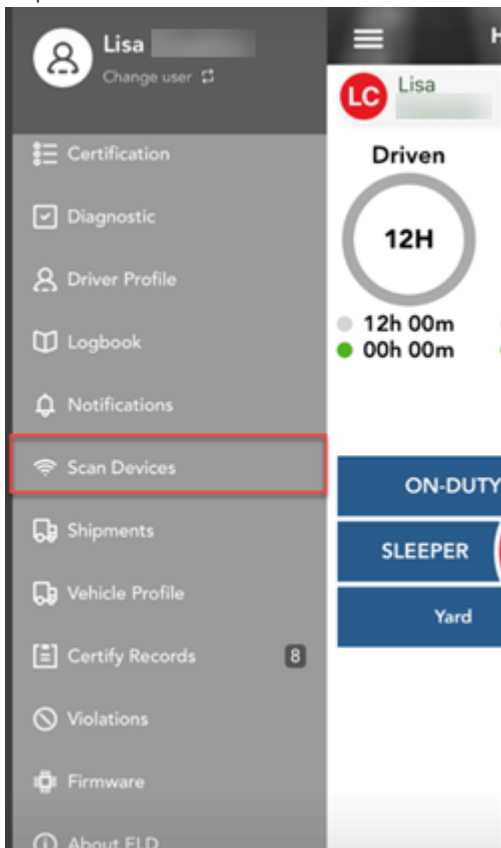 Lisa
Change user
Certification
Diagnostic
Driver Profile
Logbook
Notifications
Scan Devices
Shipments
Vehicle Profile
Certify Records 8
Violations
Firmware
About ELD
H
LC Lisa
Driven
12H
12h 00m
00h 00m
ON-DUTY
SLEEPER
Yard